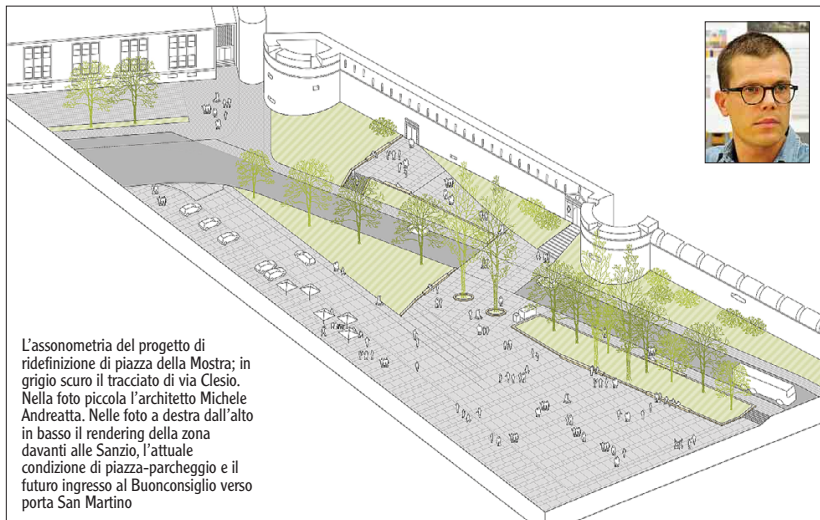 L'assonometria del progetto di
ridefinizione di piazza della Mostra; in
grigio scuro il tracciato di via Clesio.
Nella foto piccola l'architetto Michele
Andreatta. Nelle foto a destra dall'alto
in basso il rendering della zona
davanti alle Sanzio, l'attuale
condizione di piazza-parcheggio e il
futuro ingresso al Buonconsiglio verso
porta San Martino